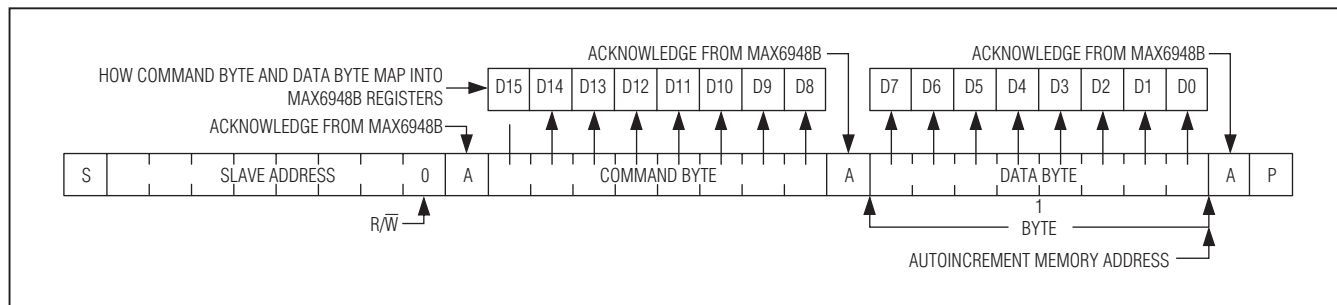 ACKNOWLEDGE FROM MAX6948B
ACKNOWLEDGE FROM MAX6948B
HOW COMMAND BYTE AND DATA BYTE MAP INTO
MAX6948B REGISTERS
D15 D14 D13 D12 D11 D10 D9 D8
D7 D6 D5 D4 D3 D2 D1 D0
ACKNOWLEDGE FROM MAX6948B
S SLAVE ADDRESS 0 A COMMAND BYTE A DATA BYTE A P
R/W̅
1
BYTE
AUTOINCREMENT MEMORY ADDRESS